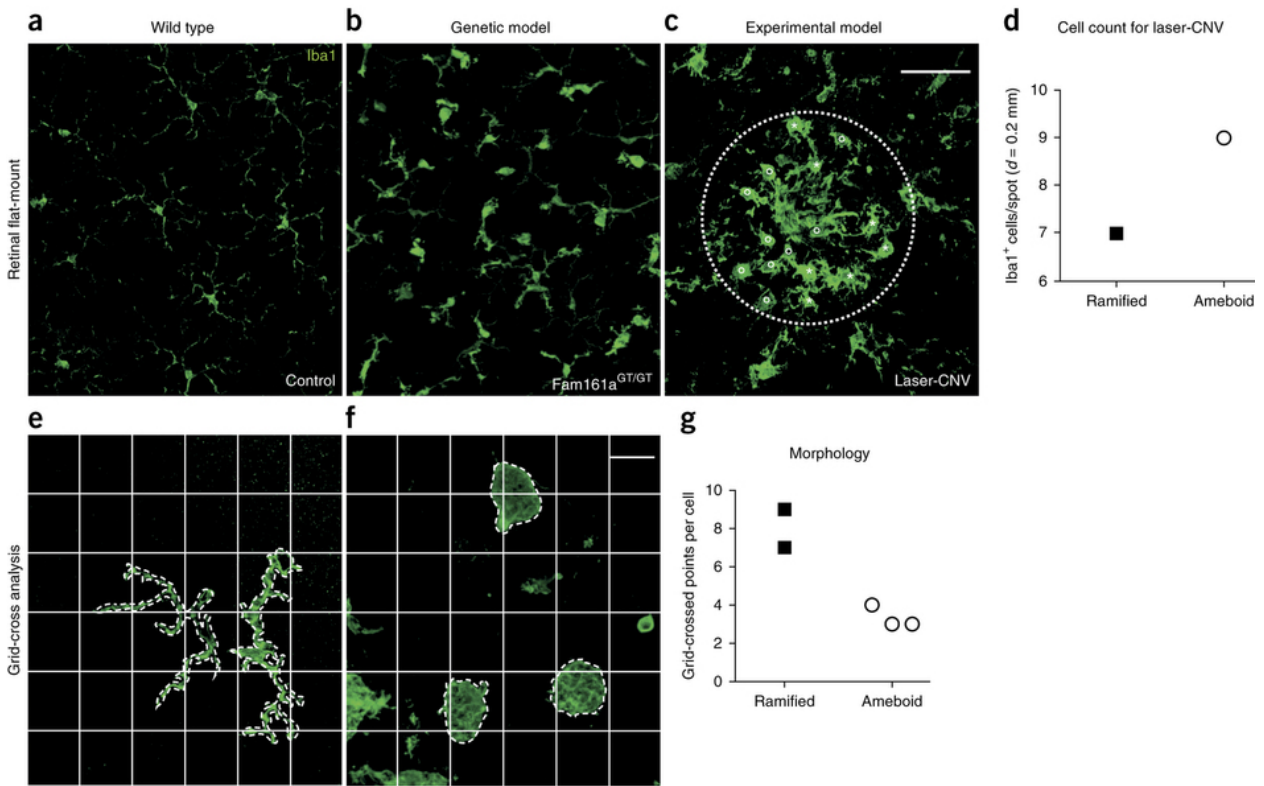 a
Wild type
b
Genetic model
c
Experimental model
d
Cell count for laser-CNV
Retinal flat-mount
Iba1
Control
Fam161a^GT/GT
Laser-CNV
Iba1⁺ cells/spot (d = 0.2 mm)
10
9
8
7
6
Ramified
Ameboid
e
f
g
Morphology
Grid-cross analysis
Grid-crossed points per cell
10
8
6
4
2
0
Ramified
Ameboid